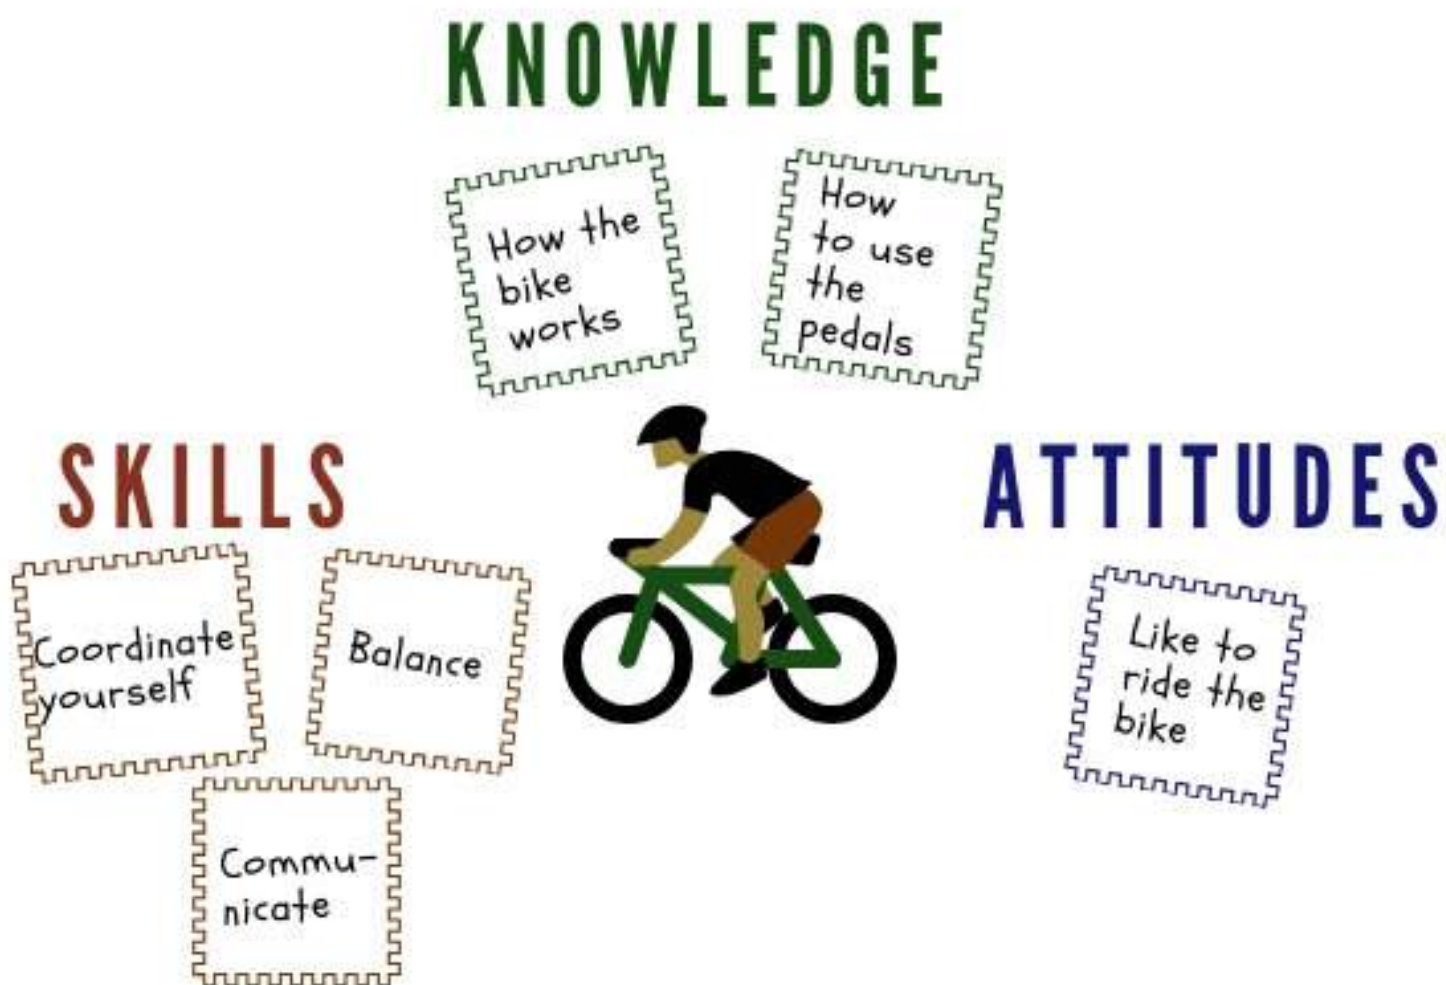 KNOWLEDGE
How the
bike
works
How
to use
the
pedals
SKILLS
Coordinate
yourself
Balance
Commu-
nicate
ATTITUDES
Like to
ride the
bike